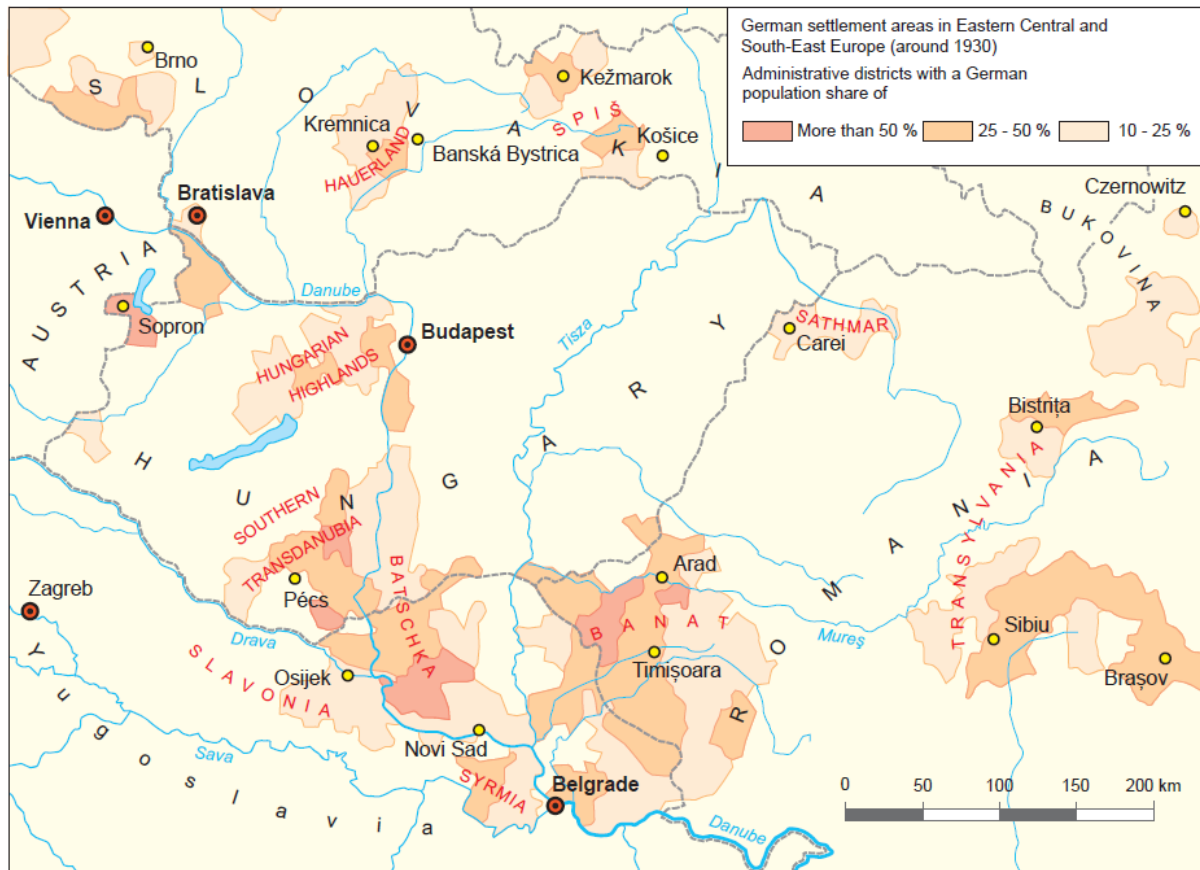 German settlement areas in Eastern Central and
South-East Europe (around 1930)
Administrative districts with a German
population share of
More than 50 %
25 - 50 %
10 - 25 %
Brno
SLOVAKIA
Kežmarok
SPIŠ
Kremnica
HAUERLAND
Banská Bystrica
Košice
Czernowitz
BUKOVINA
Vienna
Bratislava
AUSTRIA
Danube
Sopron
Budapest
HUNGARIAN
HIGHLANDS
Tisza
SATHMAR
Carei
Bistrița
HUNGARY
TRANSYLVANIA
ROMANIA
SOUTHERN
TRANSDANUBIA
Pécs
BATSCHKA
Arad
BANAT
Timișoara
Mureş
Sibiu
Brașov
Zagreb
Drava
SLAVONIA
Osijek
Novi Sad
Yugoslavia
Sava
SYRMIA
Belgrade
Danube
0 50 100 150 200 km